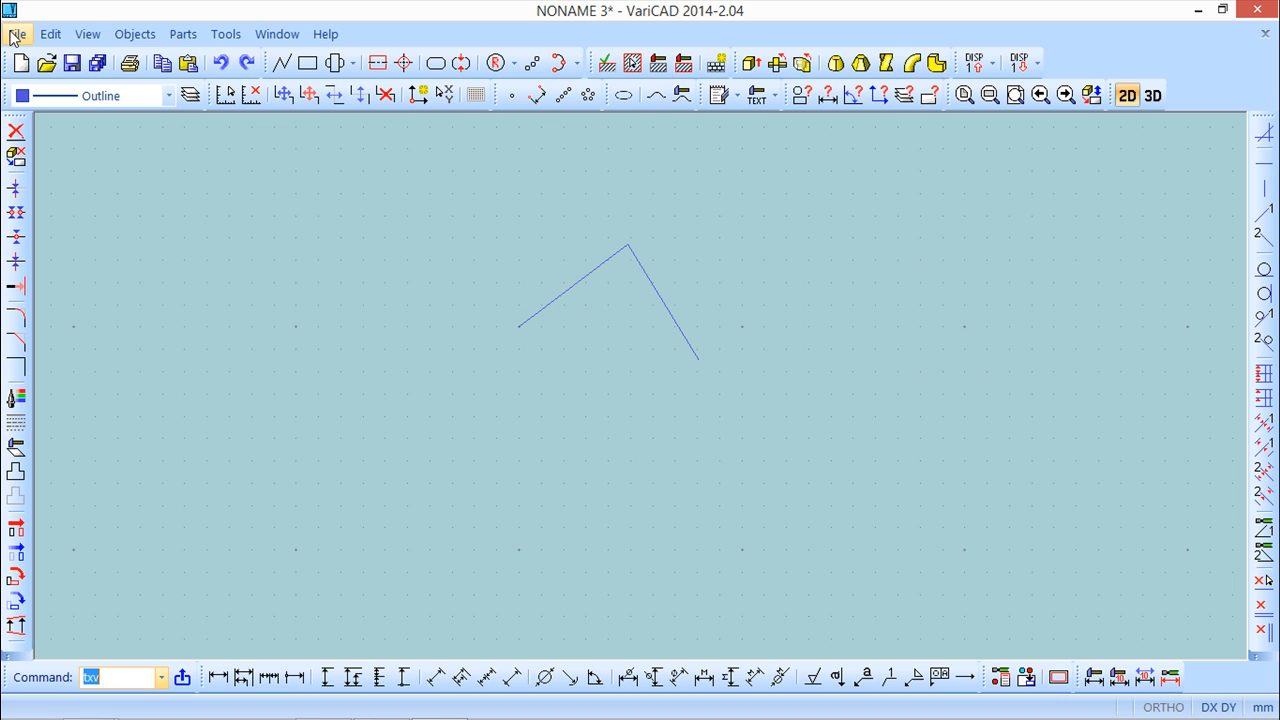 NONAME 3* - VariCAD 2014-2.04
File Edit View Objects Parts Tools Window Help
DISP DISP
Outline TEXT 2D 3D
Command: txv
ORTHO DX DY mm